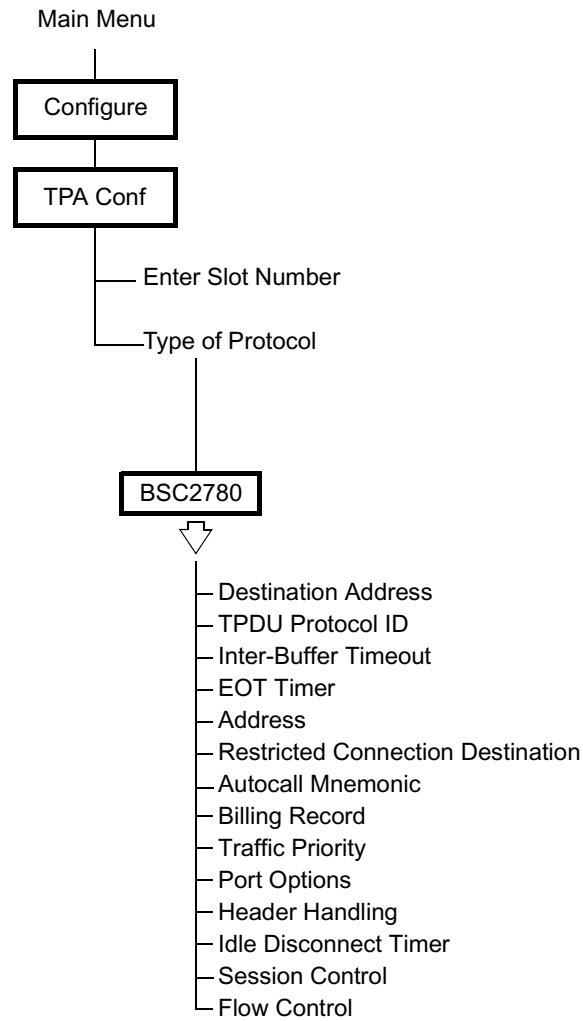 Main Menu
Configure
TPA Conf
Enter Slot Number
Type of Protocol
BSC2780
Destination Address
TPDU Protocol ID
Inter-Buffer Timeout
EOT Timer
Address
Restricted Connection Destination
Autocall Mnemonic
Billing Record
Traffic Priority
Port Options
Header Handling
Idle Disconnect Timer
Session Control
Flow Control